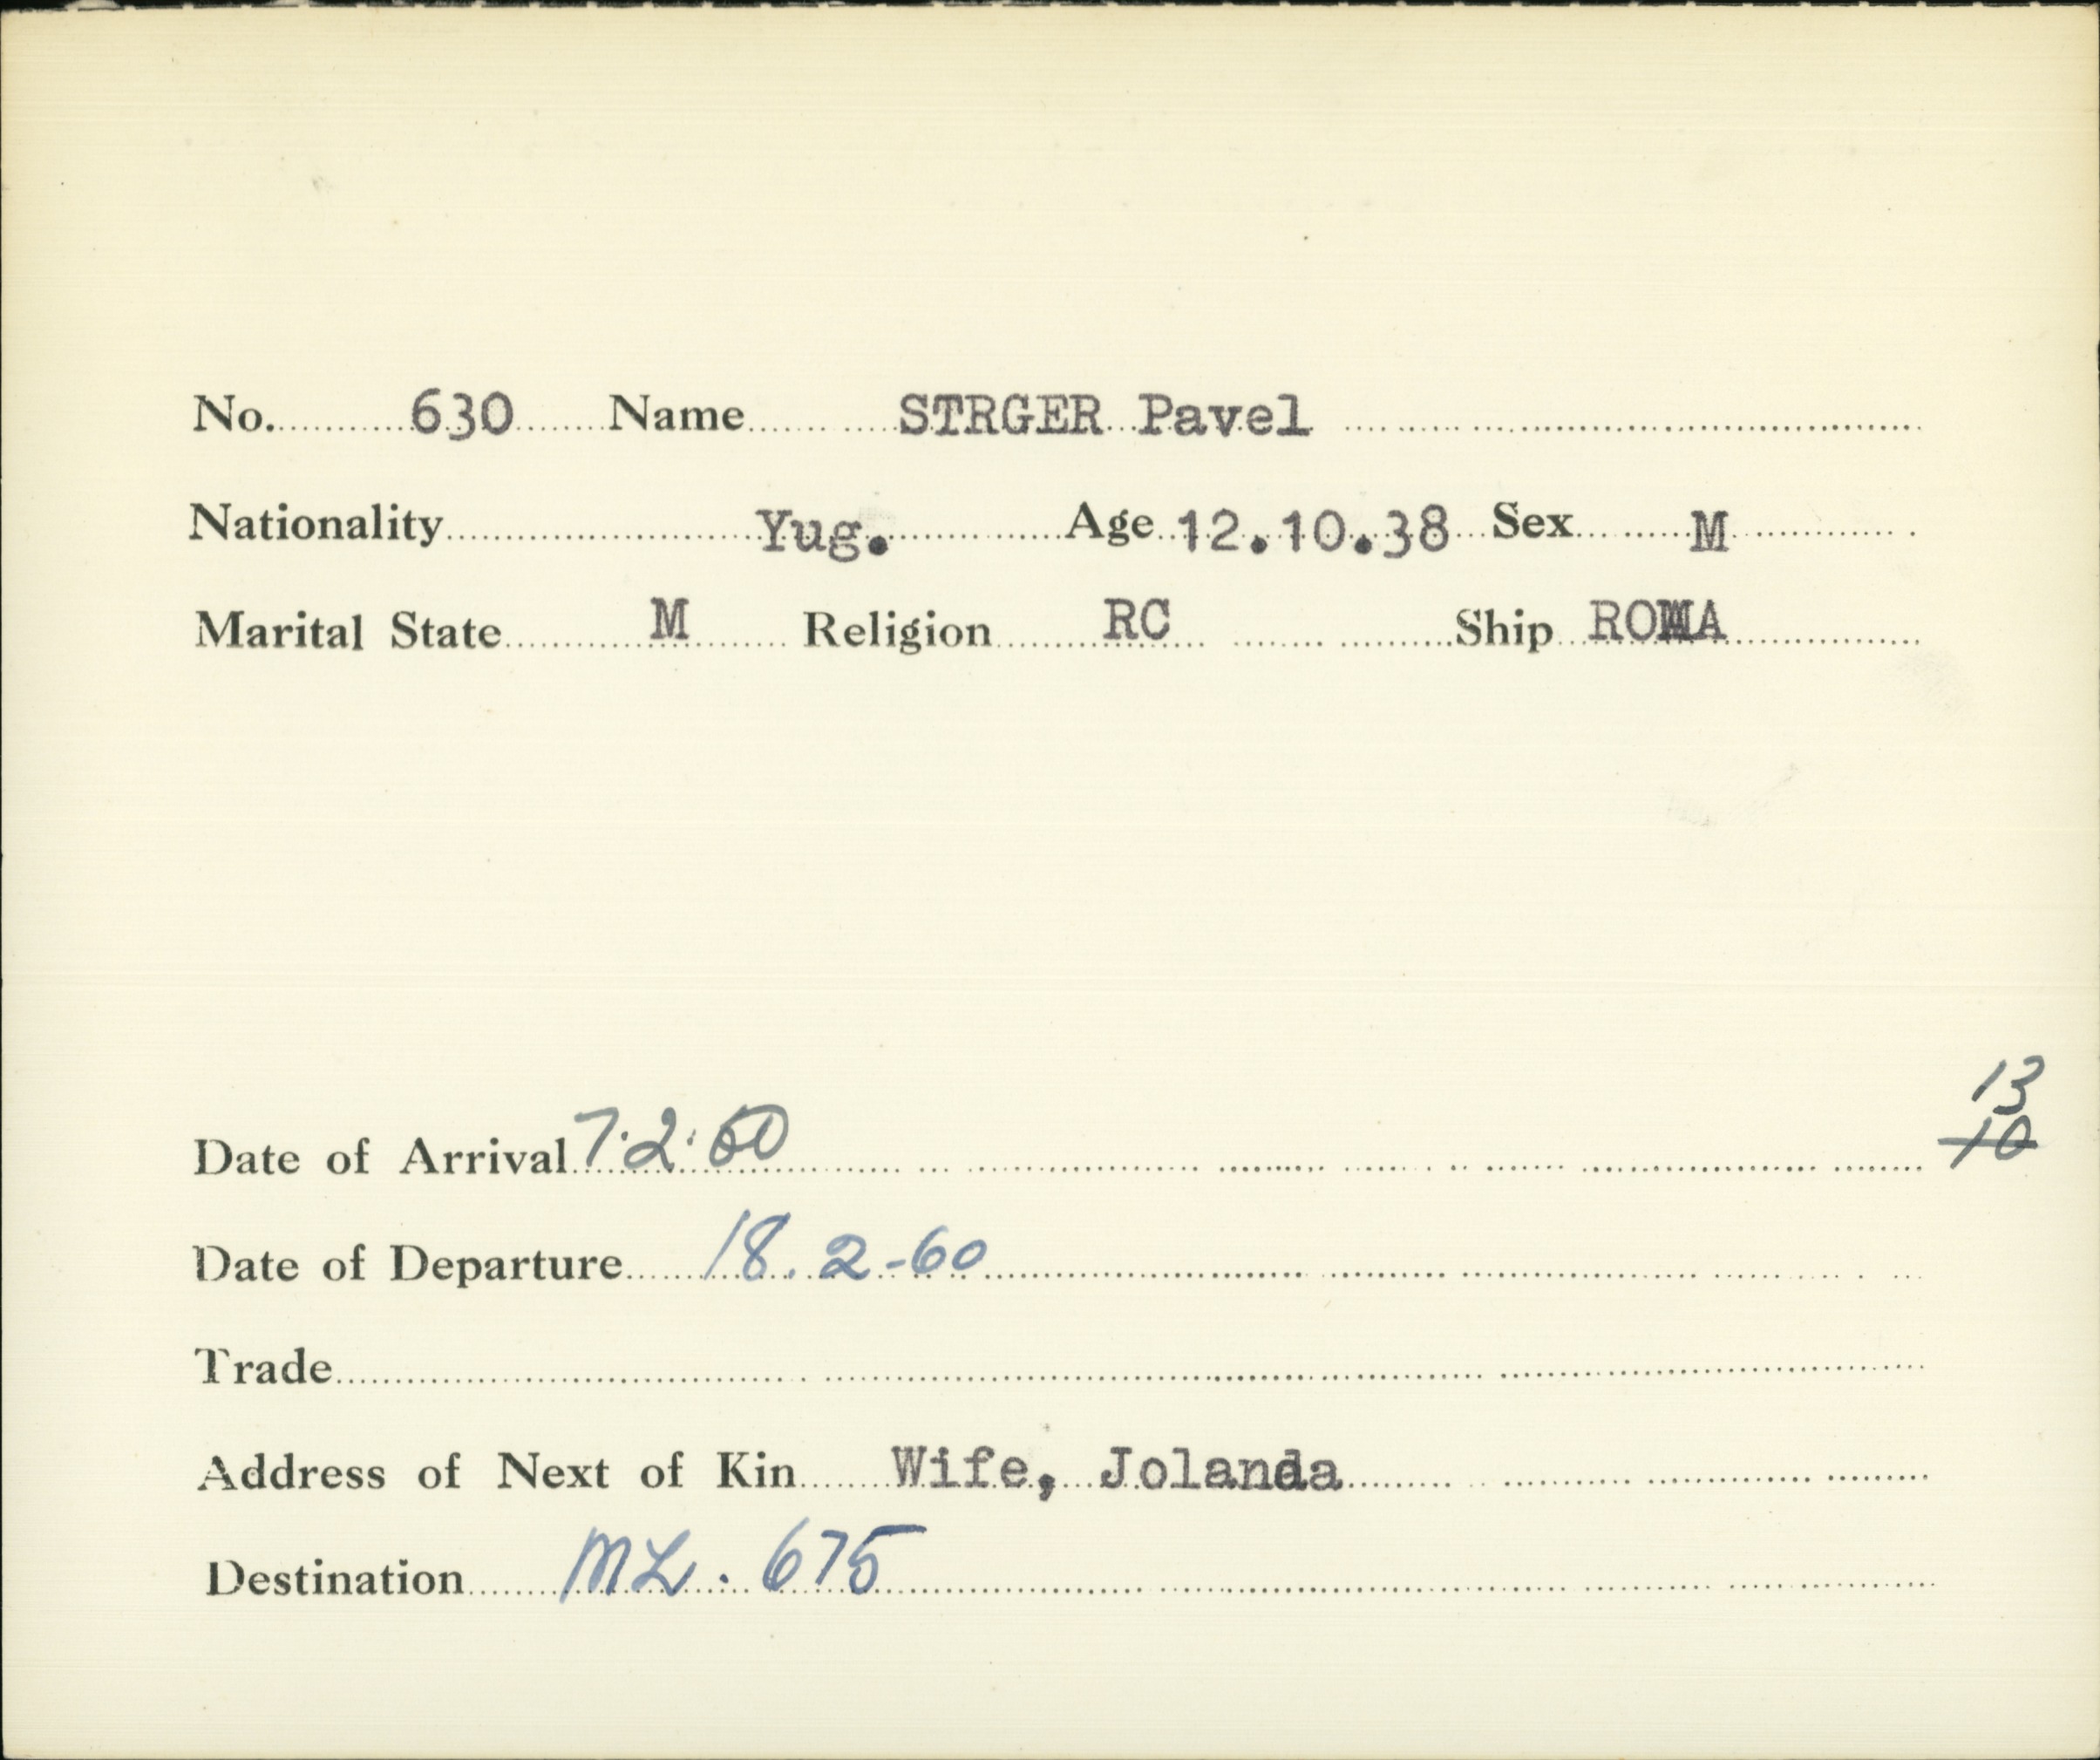 No. 630 Name STRGER Pavel
Nationality Yug. Age 12.10.38 Sex M
Marital State M Religion RC Ship ROMA
13
Date of Arrival 7.2.60 10
Date of Departure 18.2-60
Trade
Address of Next of Kin Wife, Jolanda
Destination ML. 675